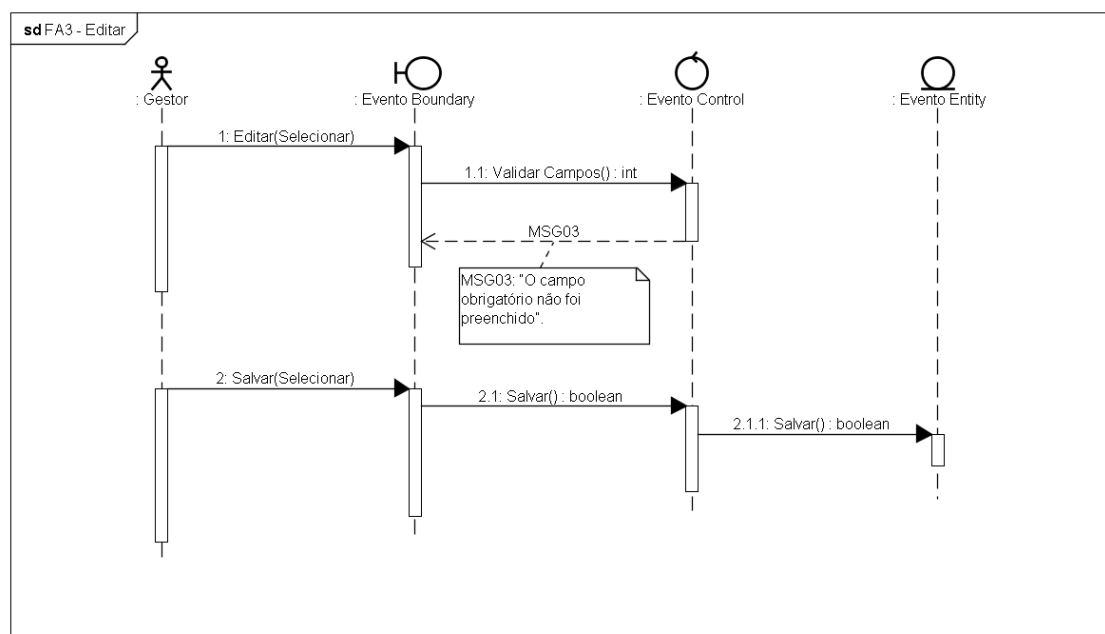 sd FA3 - Editar
: Gestor
: Evento Boundary
: Evento Control
: Evento Entity
1: Editar(Selecionar)
1.1: Validar Campos() : int
MSG03
MSG03: "O campo
obrigatório não foi
preenchido".
2: Salvar(Selecionar)
2.1: Salvar() : boolean
2.1.1: Salvar() : boolean